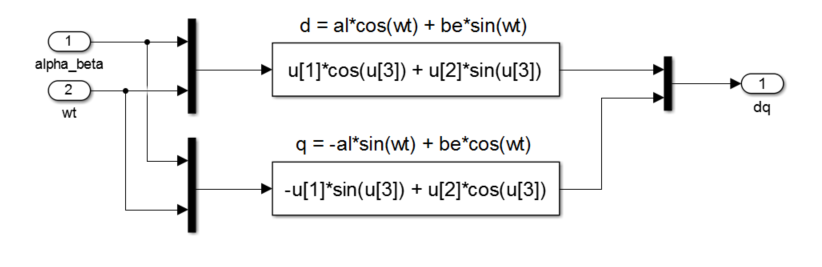 d = al*cos(wt) + be*sin(wt)
1
alpha_beta
u[1]*cos(u[3]) + u[2]*sin(u[3])
2
wt
1
dq
q = -al*sin(wt) + be*cos(wt)
-u[1]*sin(u[3]) + u[2]*cos(u[3])